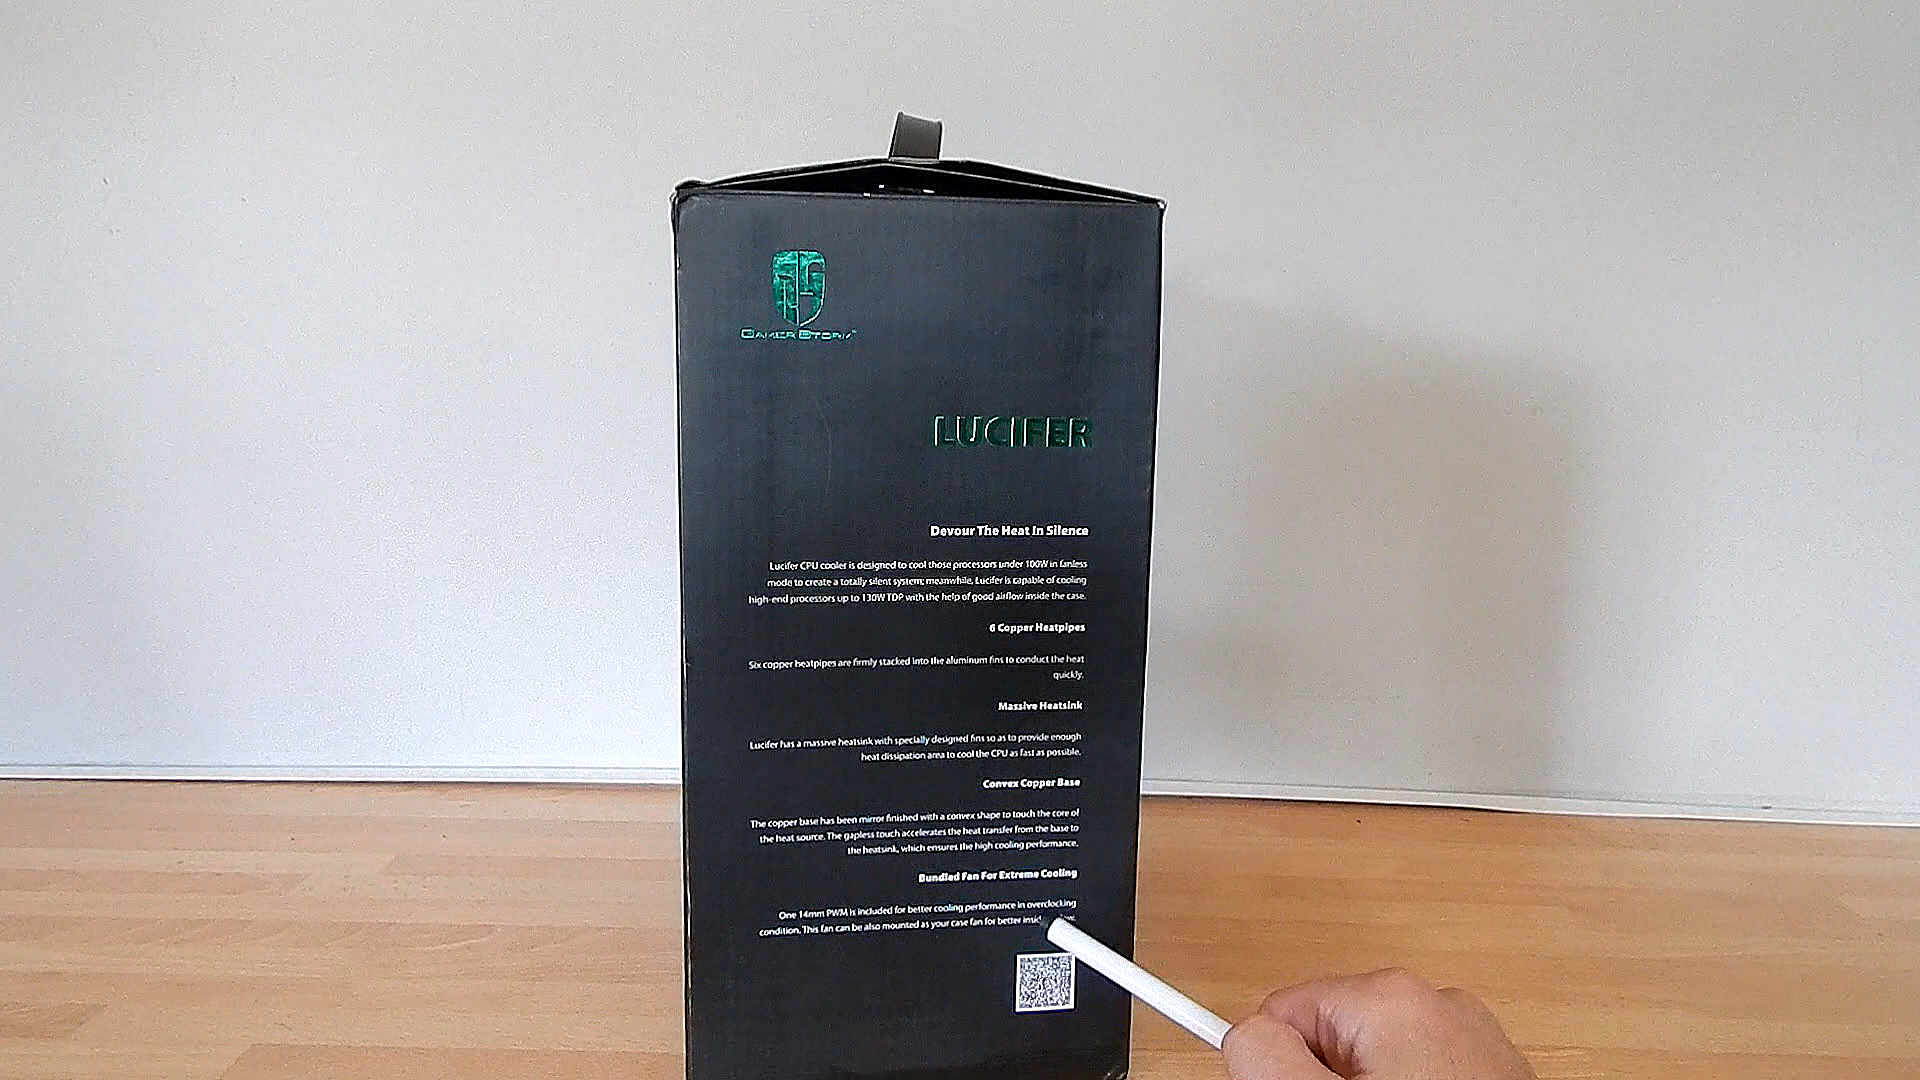 GAMER STORM
LUCIFER
Devour The Heat In Silence
Lucifer CPU cooler is designed to cool those processors under 100W in fanless
mode to create a totally silent system; meanwhile, Lucifer is capable of cooling
high-end processors up to 130W TDP with the help of good airflow inside the case.
6 Copper Heatpipes
Six copper heatpipes are firmly stacked into the aluminum fins to conduct the heat
quickly.
Massive Heatsink
Lucifer has a massive heatsink with specially designed fins so as to provide enough
heat dissipation area to cool the CPU as fast as possible.
Convex Copper Base
The copper base has been mirror finished with a convex shape to touch the core of
the heat source. The gapless touch accelerates the heat transfer from the base to
the heatsink, which ensures the high cooling performance.
Bundled Fan For Extreme Cooling
One 14mm PWM is included for better cooling performance in overclocking
condition. This fan can be also mounted as your case fan for better